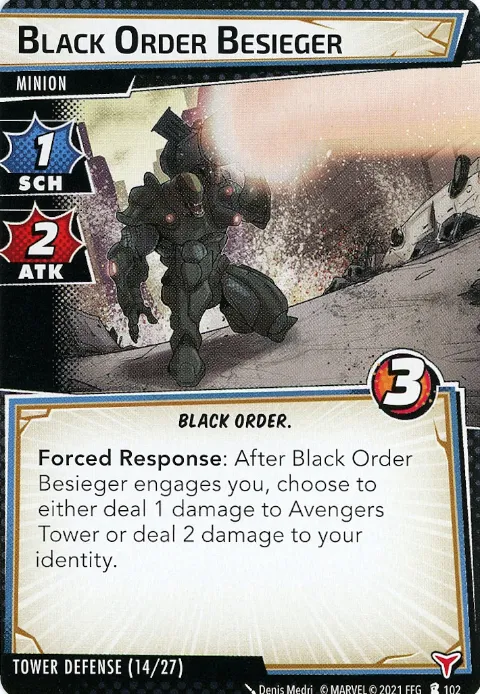 BLACK ORDER BESIEGER
MINION
1
SCH
2
ATK
3
BLACK ORDER.
Forced Response: After Black Order
Besieger engages you, choose to
either deal 1 damage to Avengers
Tower or deal 2 damage to your
identity.
TOWER DEFENSE (14/27)
Denis Medri © MARVEL © 2021 FFG 102